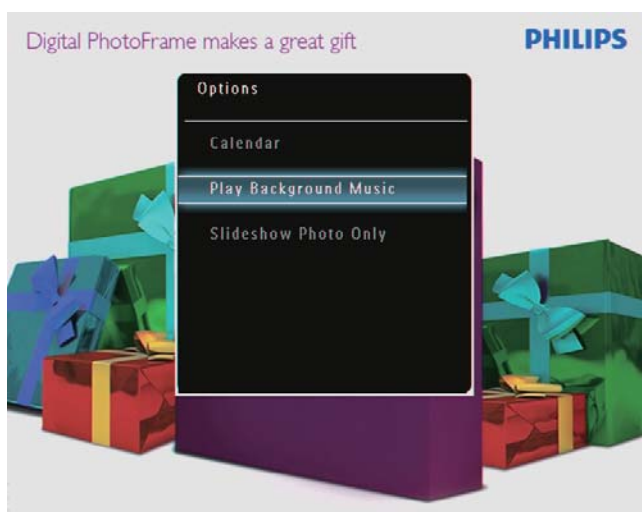 Digital PhotoFrame makes a great gift
PHILIPS
Options
Calendar
Play Background Music
Slideshow Photo Only